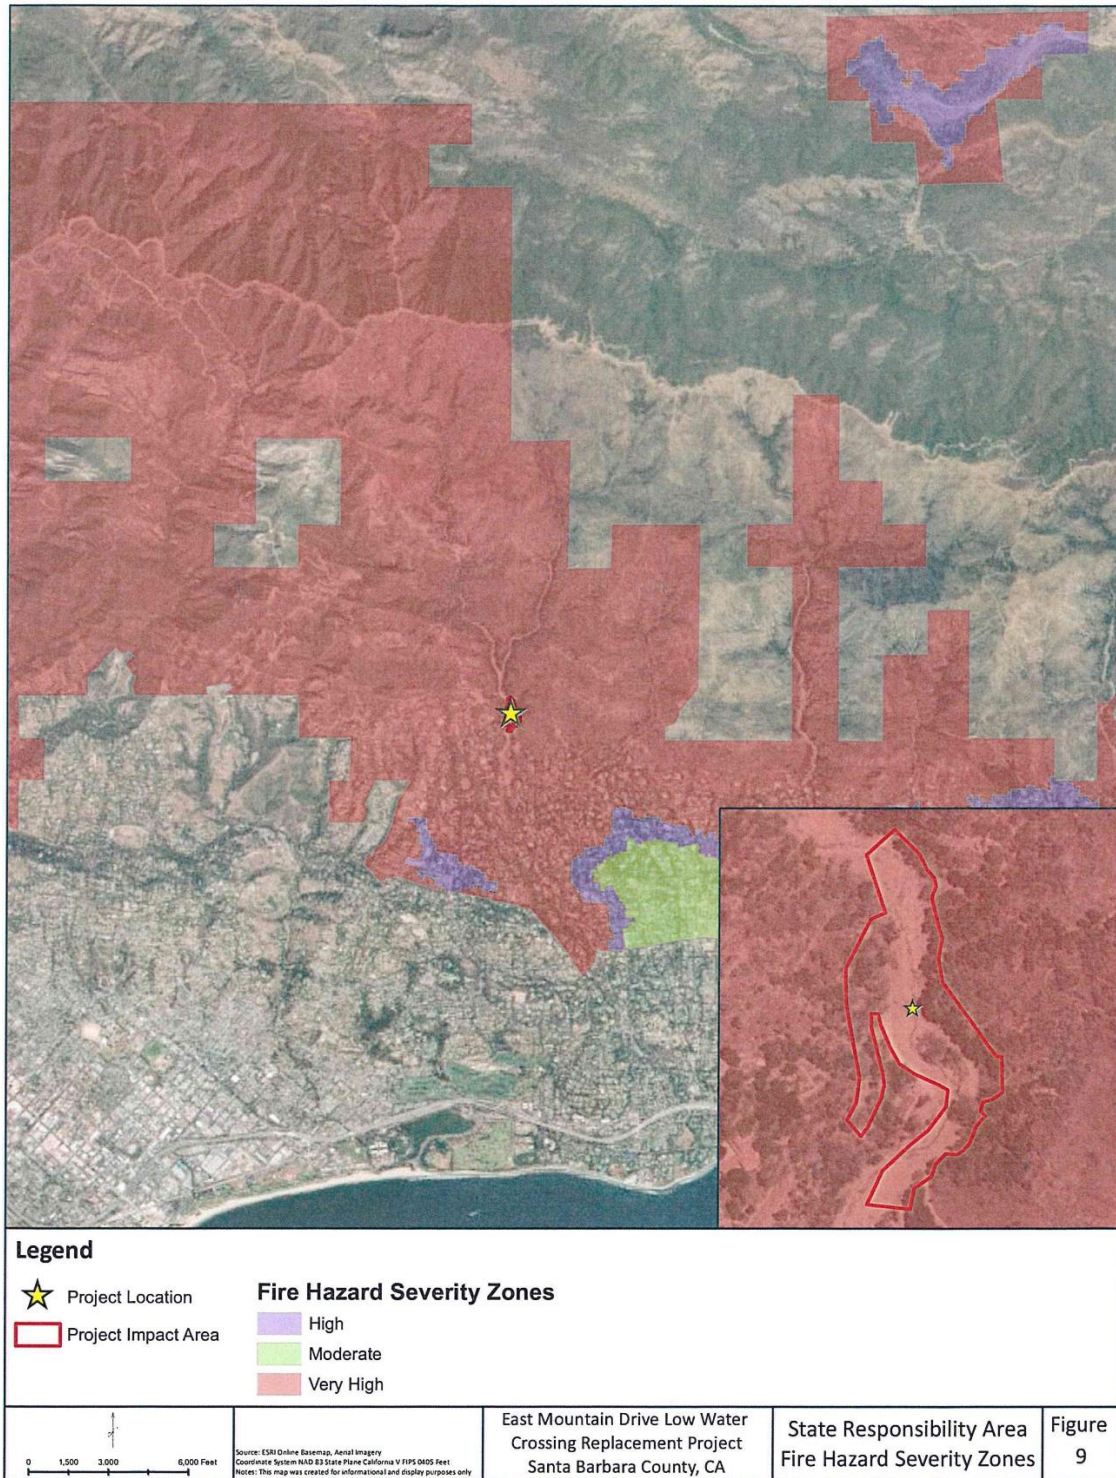 Legend
Project Location
Project Impact Area
Fire Hazard Severity Zones
High
Moderate
Very High
0 1,500 3,000 6,000 Feet
Source: ESRI Online Basemap, Aerial Imagery
Coordinate System NAD 83 State Plane California V FIPS 0405 Feet
Notes: This map was created for informational and display purposes only
East Mountain Drive Low Water
Crossing Replacement Project
Santa Barbara County, CA
State Responsibility Area
Fire Hazard Severity Zones
Figure
9